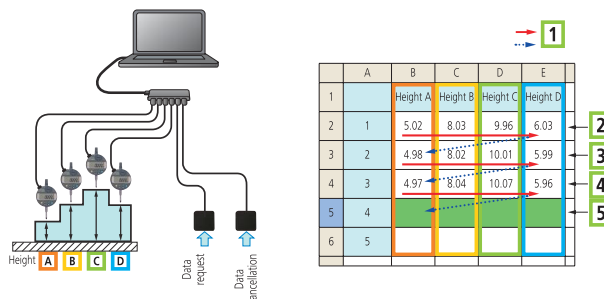 Height A B C D
Data
request
Data
cancellation
1
A B C D E
1 Height A Height B Height C Height D
2 1 5.02 8.03 9.96 6.03 2
3 2 4.98 8.02 10.01 5.99 3
4 3 4.97 8.04 10.07 5.96 4
5 4 5
6 5